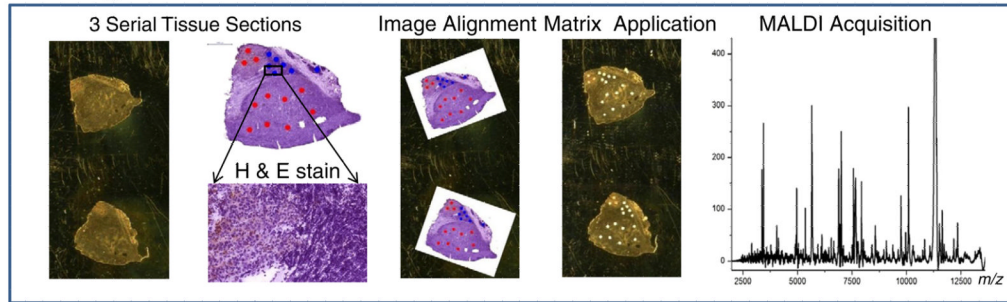 3 Serial Tissue Sections
Image Alignment Matrix Application
MALDI Acquisition
H & E stain
400
300
200
100
0
2500 5000 7500 10000 12500 m/z